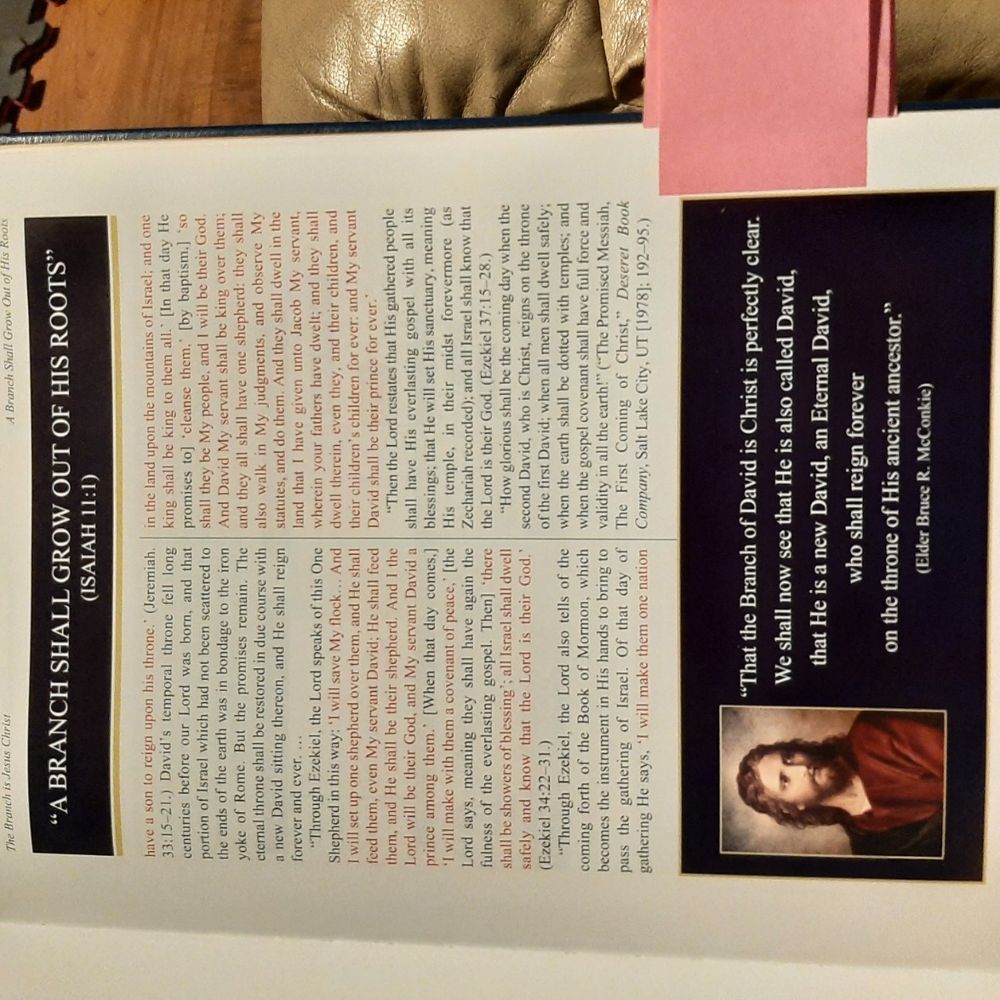 The Branch is Jesus Christ
A Branch Shall Grow Out of His Roots
“A BRANCH SHALL GROW OUT OF HIS ROOTS”
(ISAIAH 11:1)
have a son to reign upon his throne.’ (Jeremiah.
33:15–21.) David’s temporal throne fell long
centuries before our Lord was born, and that
portion of Israel which had not been scattered to
the ends of the earth was in bondage to the iron
yoke of Rome. But the promises remain. The
eternal throne shall be restored in due course with
a new David sitting thereon, and He shall reign
forever and ever. …
“Through Ezekiel, the Lord speaks of this One
Shepherd in this way: ‘I will save My flock… And
I will set up one shepherd over them, and He shall
feed them, even My servant David; He shall feed
them, and He shall be their shepherd. And I the
Lord will be their God, and My servant David a
prince among them.’ [When that day comes,]
‘I will make with them a covenant of peace,’ [the
Lord says, meaning they shall have again the
fulness of the everlasting gospel. Then] ‘there
shall be showers of blessing’; all Israel shall dwell
safely and know that the Lord is their God.’
(Ezekiel 34:22–31.)
“Through Ezekiel, the Lord also tells of the
coming forth of the Book of Mormon, which
becomes the instrument in His hands to bring to
pass the gathering of Israel. Of that day of
gathering He says, ‘I will make them one nation
in the land upon the mountains of Israel; and one
king shall be king to them all.’ [In that day He
promises to] ‘cleanse them,’ [by baptism,] ‘so
shall they be My people, and I will be their God.
And David My servant shall be king over them;
and they all shall have one shepherd: they shall
also walk in My judgments, and observe My
statutes, and do them. And they shall dwell in the
land that I have given unto Jacob My servant,
wherein your fathers have dwelt; and they shall
dwell therein, even they, and their children, and
their children’s children for ever: and My servant
David shall be their prince for ever.’
“Then the Lord restates that His gathered people
shall have His everlasting gospel with all its
blessings; that He will set His sanctuary, meaning
His temple, in their midst forevermore (as
Zechariah recorded); and all Israel shall know that
the Lord is their God. (Ezekiel 37:15–28.)
“How glorious shall be the coming day when the
second David, who is Christ, reigns on the throne
of the first David; when all men shall dwell safely;
when the earth shall be dotted with temples; and
when the gospel covenant shall have full force and
validity in all the earth!” (“The Promised Messiah,
The First Coming of Christ,” Deseret Book
Company, Salt Lake City, UT [1978]; 192–95.)
“That the Branch of David is Christ is perfectly clear.
We shall now see that He is also called David,
that He is a new David, an Eternal David,
who shall reign forever
on the throne of His ancient ancestor.”
(Elder Bruce R. McConkie)